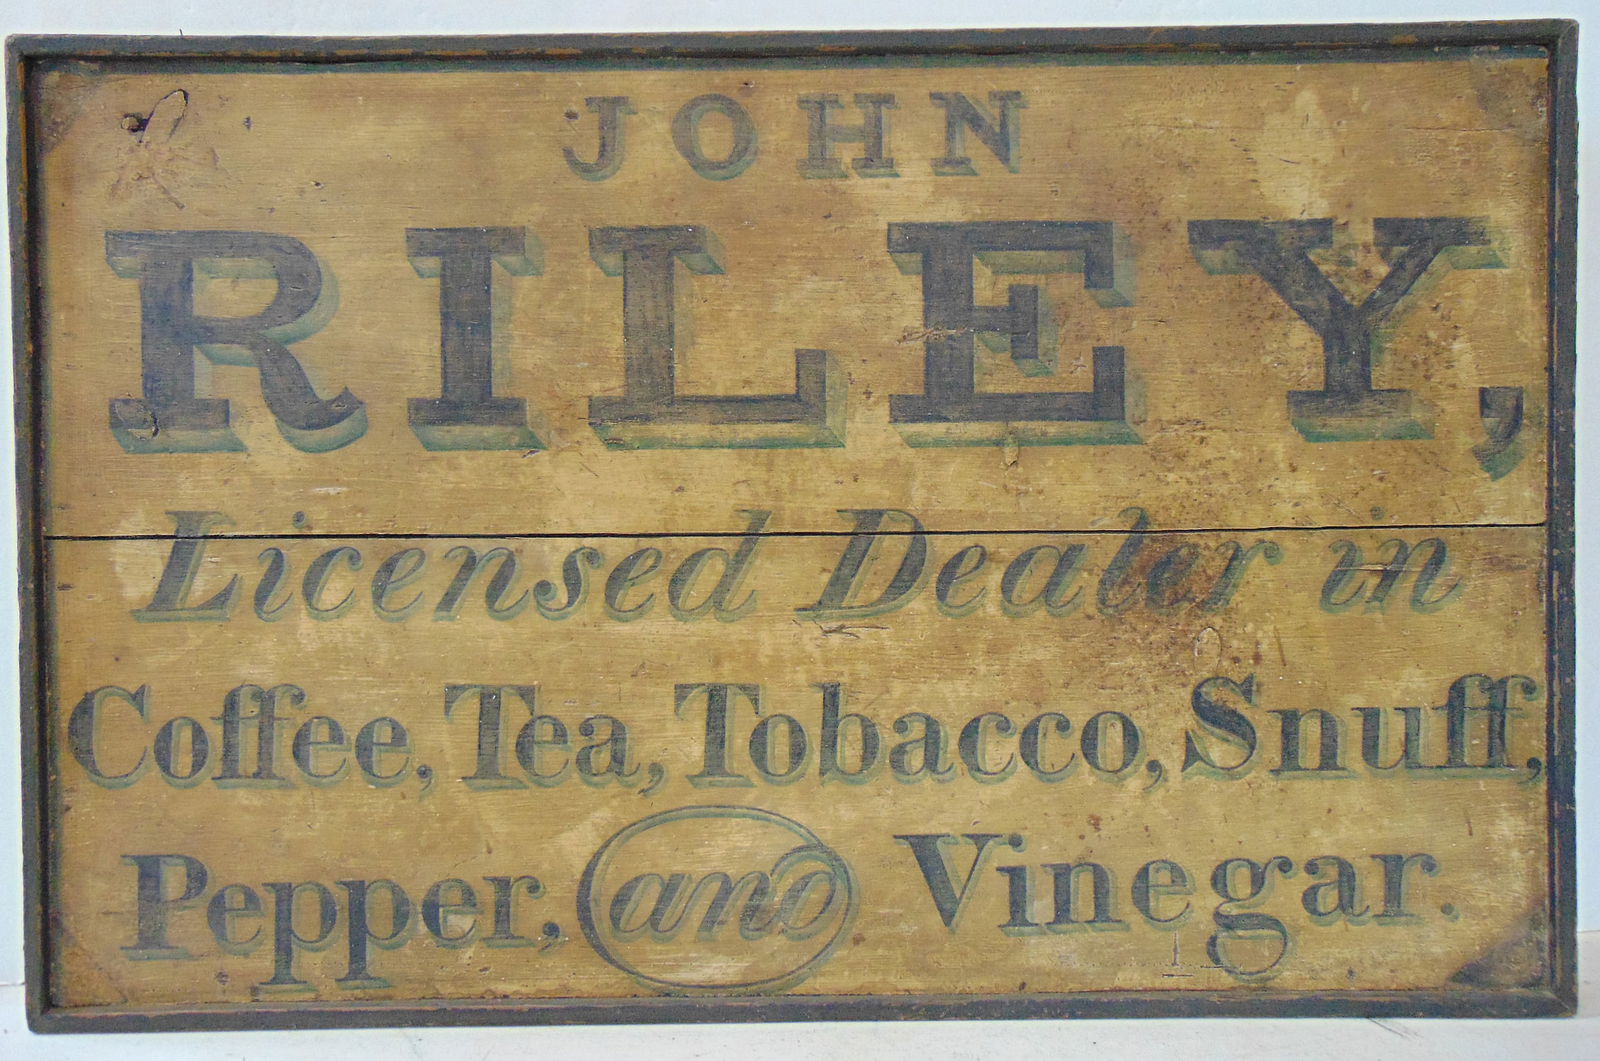 JOHN
RILEY,
Licensed Dealer in
Coffee, Tea, Tobacco, Snuff,
Pepper, and Vinegar.